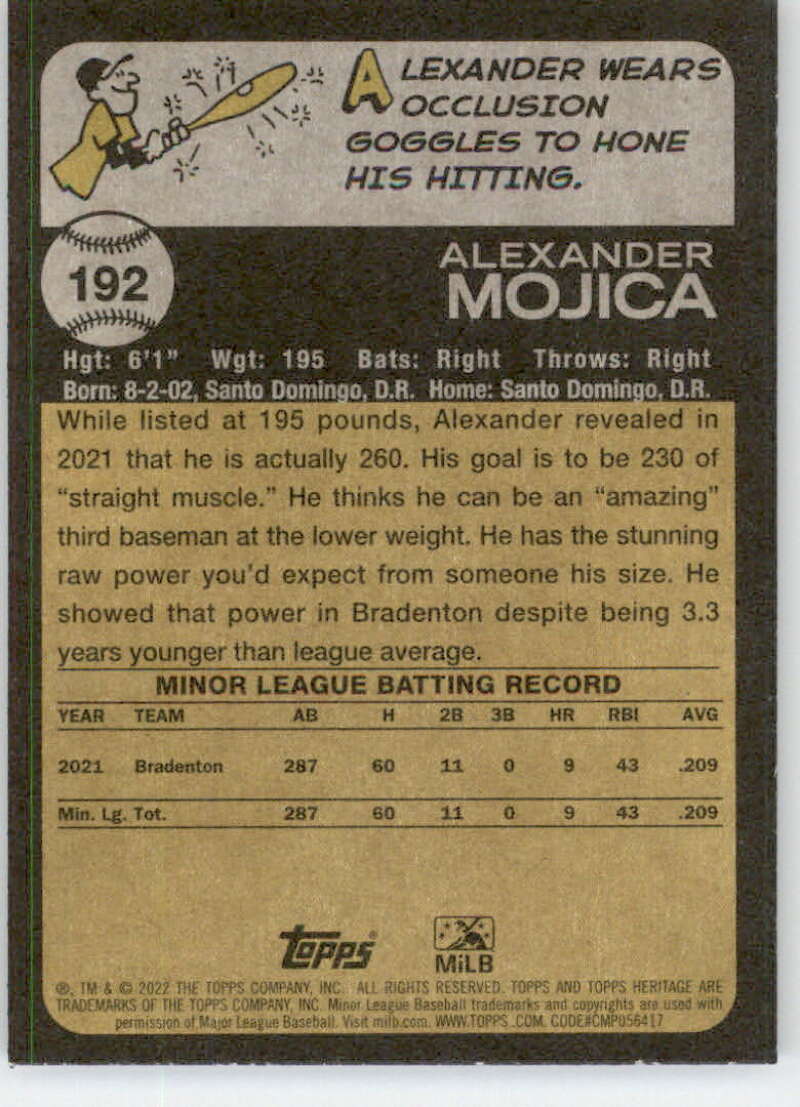 ALEXANDER WEARS
OCCLUSION
GOGGLES TO HONE
HIS HITTING.
192
ALEXANDER
MOJICA
Hgt: 6'1" Wgt: 195 Bats: Right Throws: Right
Born: 8-2-02, Santo Domingo, D.R. Home: Santo Domingo, D.R.
While listed at 195 pounds, Alexander revealed in
2021 that he is actually 260. His goal is to be 230 of
"straight muscle." He thinks he can be an "amazing"
third baseman at the lower weight. He has the stunning
raw power you'd expect from someone his size. He
showed that power in Bradenton despite being 3.3
years younger than league average.
MINOR LEAGUE BATTING RECORD
YEAR TEAM AB H 2B 3B HR RBI AVG
2021 Bradenton 287 60 11 0 9 43 .209
Min. Lg. Tot. 287 60 11 0 9 43 .209
topps®
MiLB
®, TM & © 2022 THE TOPPS COMPANY, INC. ALL RIGHTS RESERVED. TOPPS AND TOPPS HERITAGE ARE
TRADEMARKS OF THE TOPPS COMPANY, INC. Minor League Baseball trademarks and copyrights are used with
permission of Major League Baseball. Visit milb.com. WWW.TOPPS.COM. CODE#CMP056417